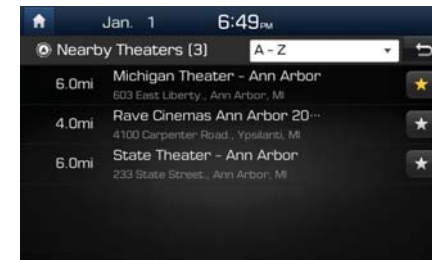 Jan. 1 6:49PM
Nearby Theaters (3) A - Z
6.0mi Michigan Theater - Ann Arbor
603 East Liberty., Ann Arbor, MI
4.0mi Rave Cinemas Ann Arbor 20···
4100 Carpenter Road., Ypsilanti, MI
6.0mi State Theater - Ann Arbor
233 State Street., Ann Arbor, MI